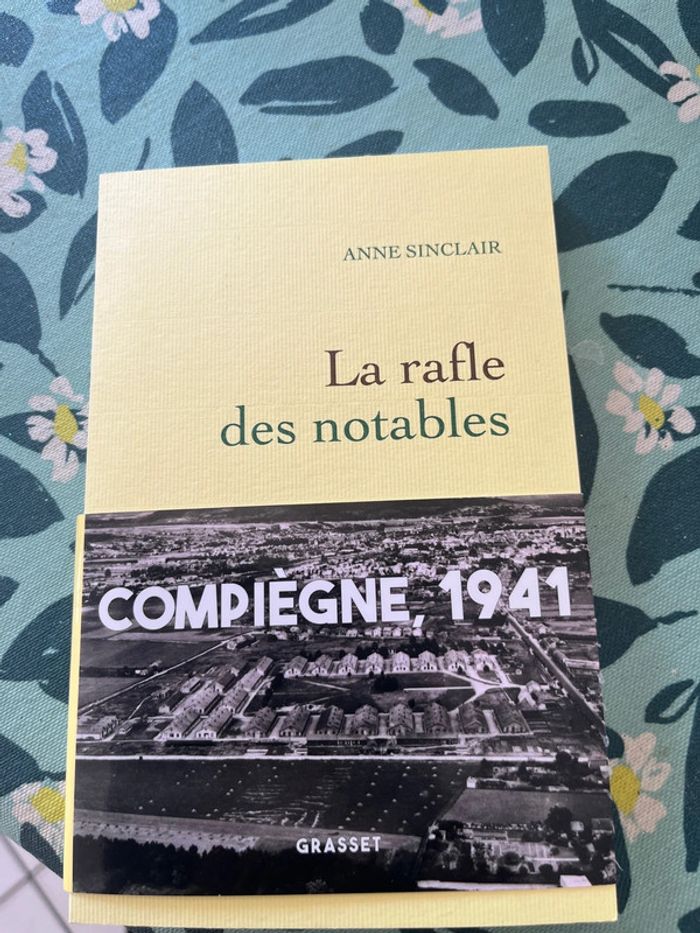 ANNE SINCLAIR
La rafle
des notables
COMPIÈGNE, 1941
GRASSET